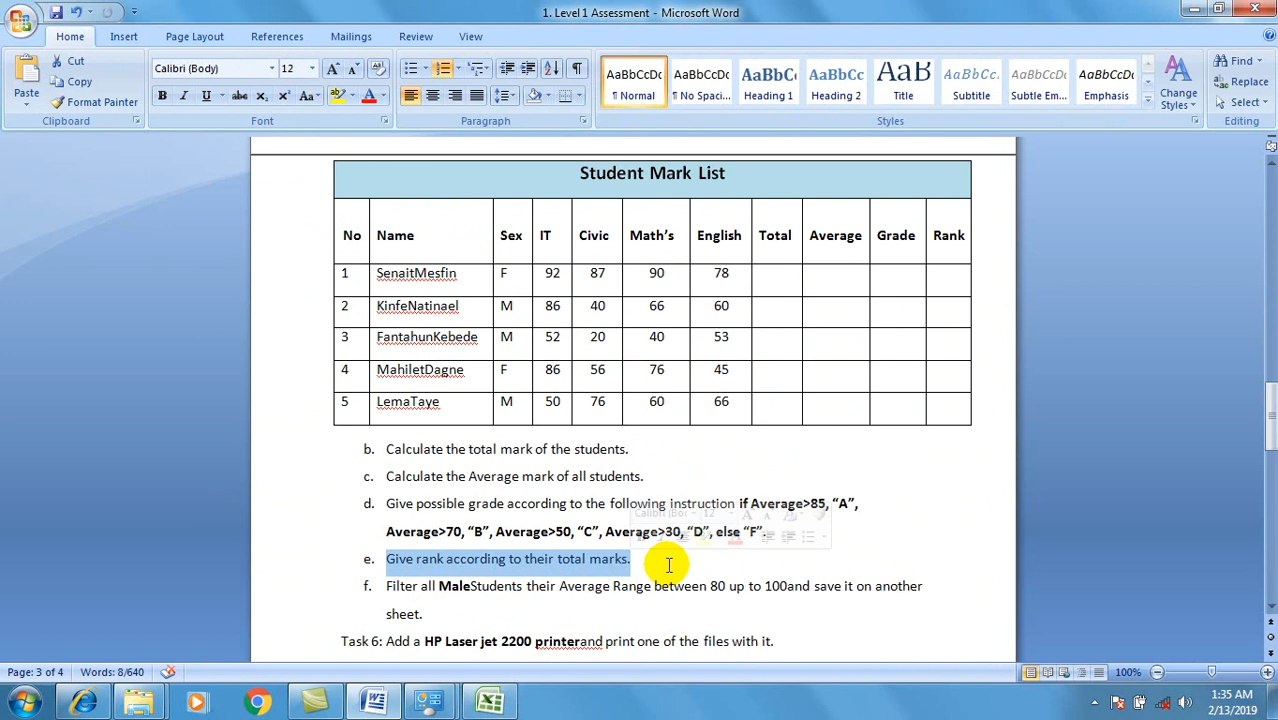 1. Level 1 Assessment - Microsoft Word
Home Insert Page Layout References Mailings Review View
Paste
Cut
Copy
Format Painter
Clipboard
Calibri (Body) 12
Font
Paragraph
AaBbCcDc AaBbCcDc AaBbC AaBbCc AaB AaBbCc AaBbCcDc AaBbCcDc
¶ Normal ¶ No Spaci... Heading 1 Heading 2 Title Subtitle Subtle Em... Emphasis
Change Styles
Styles
Find
Replace
Select
Editing
Student Mark List
No Name Sex IT Civic Math’s English Total Average Grade Rank
1 SenaitMesfin F 92 87 90 78
2 KinfeNatinael M 86 40 66 60
3 FantahunKebede M 52 20 40 53
4 MahiletDagne F 86 56 76 45
5 LemaTaye M 50 76 60 66
b. Calculate the total mark of the students.
c. Calculate the Average mark of all students.
d. Give possible grade according to the following instruction if Average>85, “A”,
Average>70, “B”, Average>50, “C”, Average>30, “D”, else “F”.
e. Give rank according to their total marks.
f. Filter all MaleStudents their Average Range between 80 up to 100and save it on another
sheet.
Task 6: Add a HP Laser jet 2200 printerand print one of the files with it.
Page: 3 of 4 Words: 8/640 100%
1:35 AM
2/13/2019